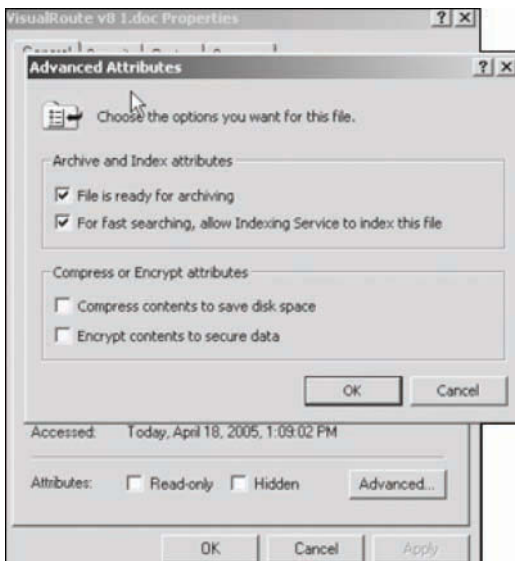 VisualRoute v8 1.doc Properties
General
Advanced Attributes
Choose the options you want for this file.
Archive and Index attributes
File is ready for archiving
For fast searching, allow Indexing Service to index this file
Compress or Encrypt attributes
Compress contents to save disk space
Encrypt contents to secure data
OK Cancel
Accessed: Today, April 18, 2005, 1:09:02 PM
Attributes: Read-only Hidden Advanced...
OK Cancel Apply